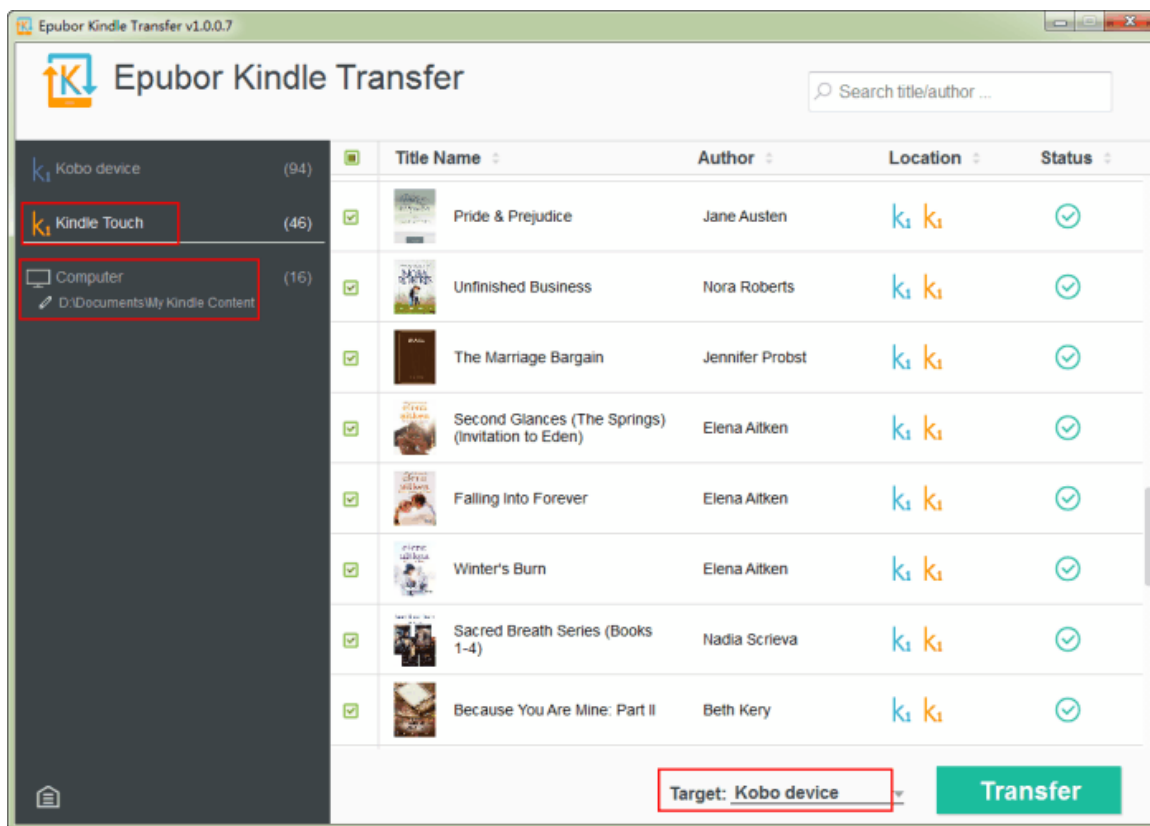 Epubor Kindle Transfer v1.0.0.7
Epubor Kindle Transfer
Search title/author ...
Kobo device (94)
Kindle Touch (46)
Computer (16)
D:\Documents\My Kindle Content
Title Name Author Location Status
Pride & Prejudice Jane Austen
Unfinished Business Nora Roberts
The Marriage Bargain Jennifer Probst
Second Glances (The Springs)
(Invitation to Eden) Elena Aitken
Falling Into Forever Elena Aitken
Winter's Burn Elena Aitken
Sacred Breath Series (Books
1-4) Nadia Scrieva
Because You Are Mine: Part II Beth Kery
Target: Kobo device
Transfer